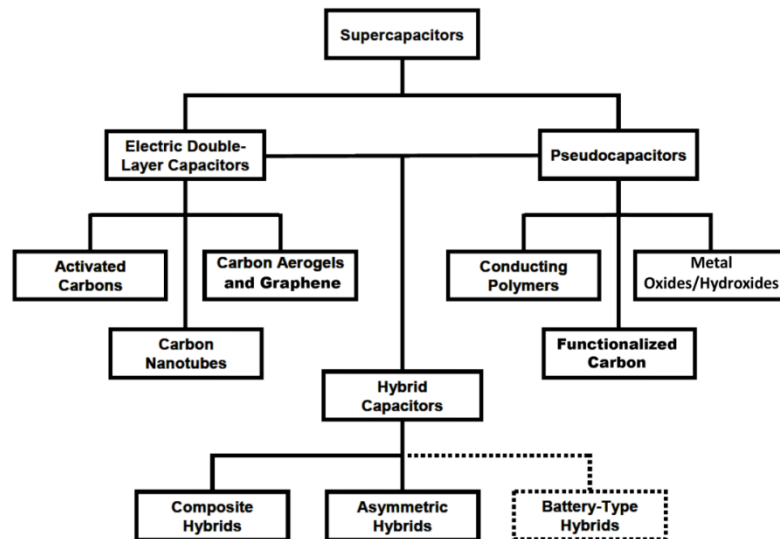 Supercapacitors
Electric Double-
Layer Capacitors
Pseudocapacitors
Activated
Carbons
Carbon Aerogels
and Graphene
Conducting
Polymers
Metal
Oxides/Hydroxides
Carbon
Nanotubes
Functionalized
Carbon
Hybrid
Capacitors
Composite
Hybrids
Asymmetric
Hybrids
Battery-Type
Hybrids